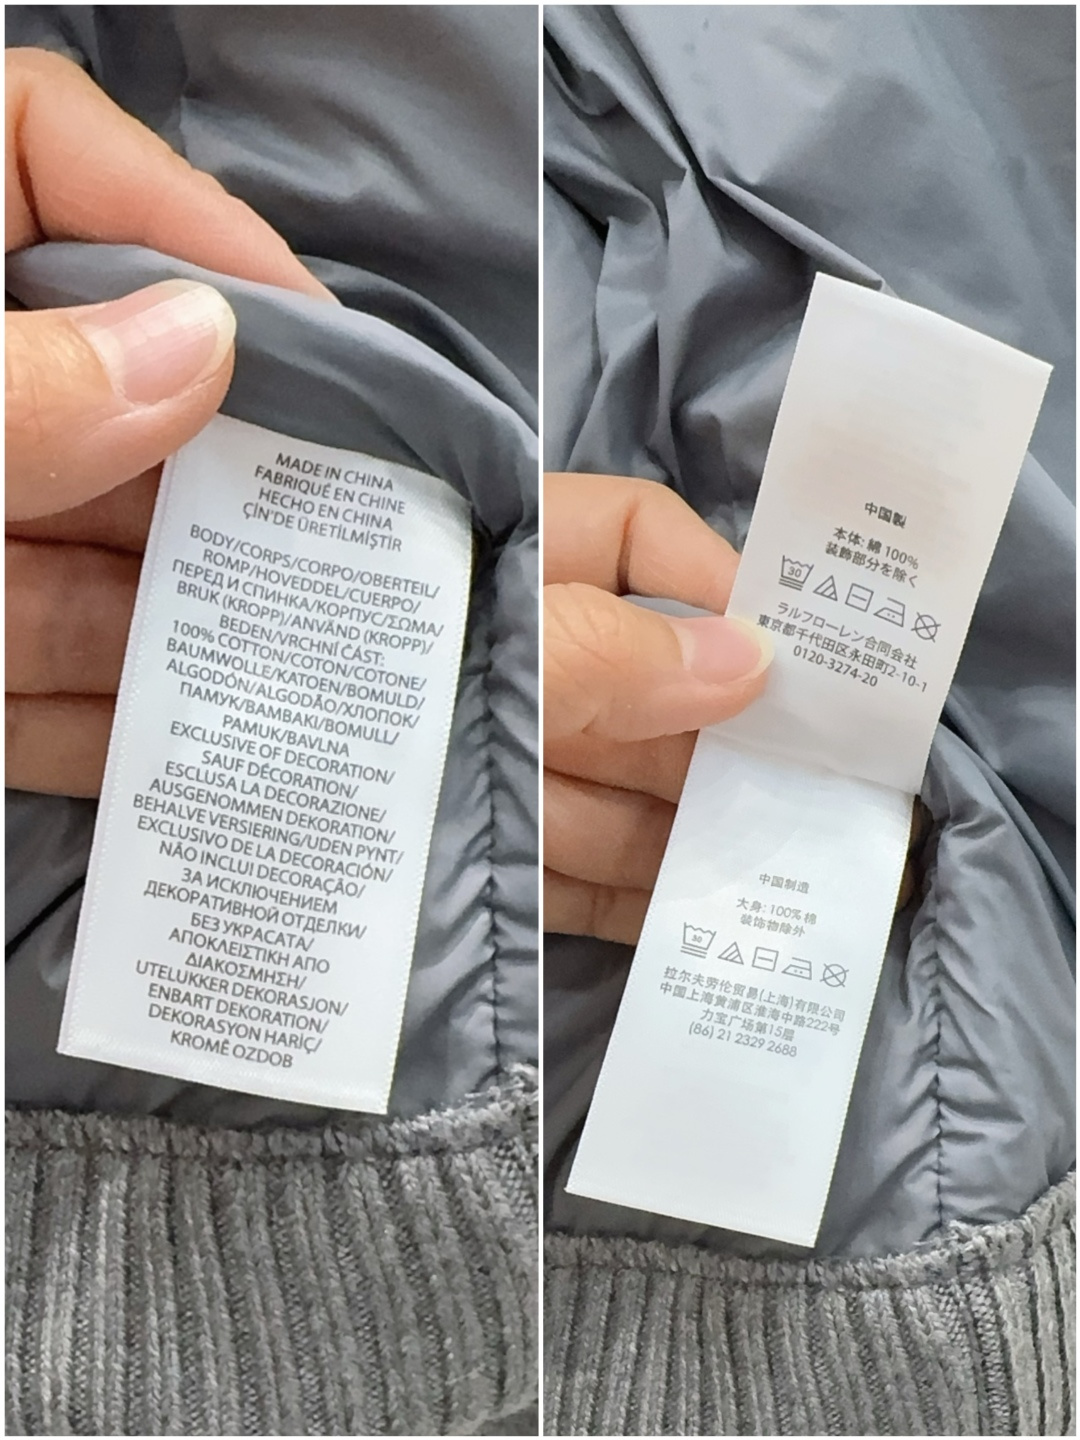 MADE IN CHINA
FABRIQUÉ EN CHINE
HECHO EN CHINA
ÇİN'DE ÜRETİLMİŞTİR
BODY/CORPS/CORPO/OBERTEIL/
ROMP/HOVEDDEL/CUERPO/
ПЕРЕД И СПИНКА/КОРПУС/ΣΩΜΑ/
BRUK (KROPP)/ANVÄND (KROPP)/
BEDEN/VRCHNÍ ČÁST:
100% COTTON/COTON/COTONE/
BAUMWOLLE/KATOEN/BOMULD/
ALGODÓN/ALGODÃO/ХЛОПОК/
ПАМУК/ΒΑΜΒΑΚΙ/BOMULL/
PAMUK/BAVLNA
EXCLUSIVE OF DECORATION/
SAUF DÉCORATION/
ESCLUSA LA DECORAZIONE/
AUSGENOMMEN DEKORATION/
BEHALVE VERSIERING/UDEN PYNT/
EXCLUSIVO DE LA DECORACIÓN/
NÃO INCLUI DECORAÇÃO/
ЗА ИСКЛЮЧЕНИЕМ
ДЕКОРАТИВНОЙ ОТДЕЛКИ/
БЕЗ УКРАСАТА/
ΑΠΟΚΛΕΙΣΤΙΚΗ ΑΠΟ
ΔΙΑΚΟΣΜΗΣΗ/
UTELUKKER DEKORASJON/
ENBART DEKORATION/
DEKORASYON HARİÇ/
KROMĚ OZDOB
中国製
本体: 綿 100%
装飾部分を除く
30
ラルフローレン合同会社
東京都千代田区永田町2-10-1
0120-3274-20
中国制造
大身: 100% 棉
装饰物除外
30
拉尔夫劳伦贸易(上海)有限公司
中国上海黄浦区淮海中路222号
力宝广场第15层
(86) 21 2329 2688